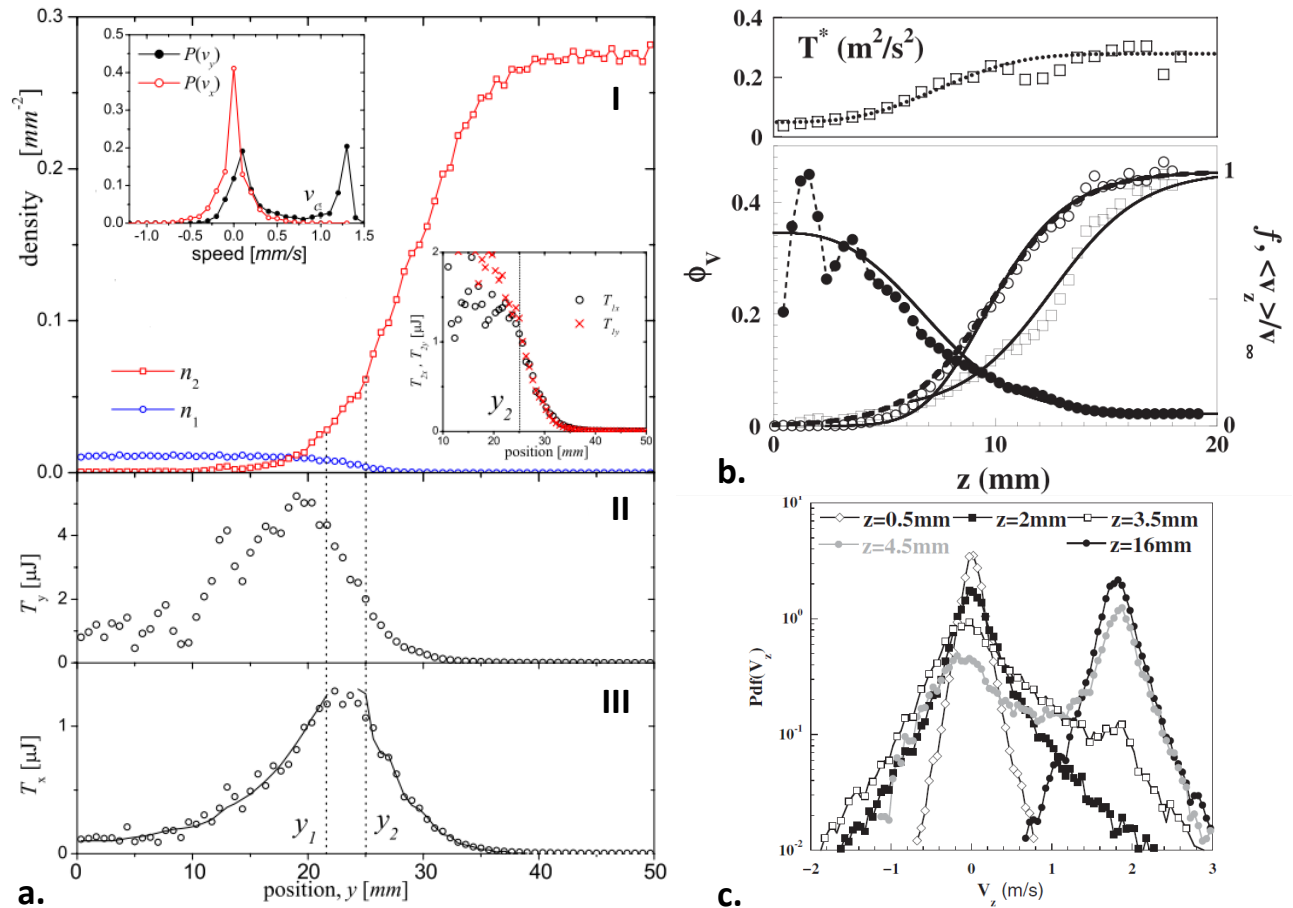 I
density [mm⁻²]
0.3
0.2
0.1
0.0
P(v_y)
P(v_x)
0.5
0.4
0.3
0.2
0.1
0.0
v_c
-1.0 -0.5 0.0 0.5 1.0 1.5
speed [mm/s]
T_1x
T_1y
T_2x , T_2y [µJ]
2
1
0
y_2
10 20 30 40 50
position [mm]
n_2
n_1
II
T_y [µJ]
4
2
0
III
T_x [µJ]
1
0
y_1 y_2
0 10 20 30 40 50
position, y [mm]
a.
T* (m²/s²)
0.4
0.2
0
ϕ_V
0.4
0.2
0
1
0
f , <v_z>/v_z^∞
0 10 20
z (mm)
b.
z=0.5mm z=2mm z=3.5mm
z=4.5mm z=16mm
Pdf(V_z)
10¹
10⁰
10⁻¹
10⁻²
−2 −1 0 1 2 3
V_z (m/s)
c.